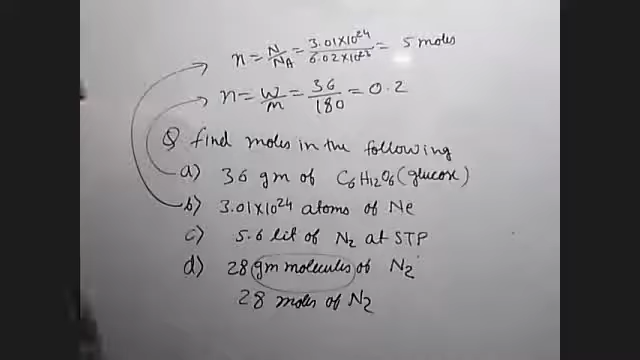 n = N/NA = 3.01×10^24/6.02×10^23 = 5 moles
n = W/m = 36/180 = 0.2
Q find moles in the following
a) 36 gm of C6H12O6 (glucose)
b) 3.01×10^24 atoms of Ne
c) 5.6 lit of N2 at STP
d) 28 gm molecules of N2
28 moles of N2